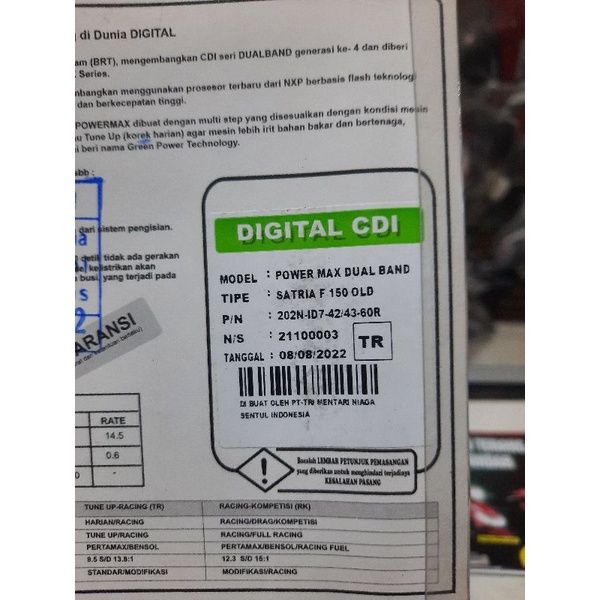 di Dunia DIGITAL
am (BRT), mengembangkan CDI seri DUALBAND generasi ke- 4 dan diberi
Series.
mbangkan menggunakan prosesor terbaru dari NXP berbasis flash teknologi
dan berkecepatan tinggi.
POWERMAX dibuat dengan multi step yang disesuaikan dengan kondisi mesin
u Tune Up (korek harian) agar mesin lebih irit bahan bakar dan bertenaga,
i beri nama Green Power Technology.
sbb :
dari sistem pengisian.
detik tidak ada gerakan
kelistrikan akan
busi, yang terjadi pada
2
ARANSI
DIGITAL CDI
MODEL : POWER MAX DUAL BAND
TIPE : SATRIA F 150 OLD
P/N : 202N-ID7-42/43-60R
N/S : 21100003
TR
TANGGAL : 08/08/2022
DI BUAT OLEH PT-TRI MENTARI NIAGA
SENTUL INDONESIA
RATE
14.5
0.6
0 -
Bacalah LEMBAR PETUNJUK PEMASANGAN
yang diberikan untuk menghindari terjadinya
KESALAHAN PASANG
TUNE UP-RACING (TR) RACING-KOMPETISI (RK)
HARIAN/RACING RACING/DRAG/KOMPETISI
TUNE UP/RACING RACING/FULL RACING
PERTAMAX/BENSOL PERTAMAX/BENSOL/RACING FUEL
9.5 S/D 13.8:1 12.3 S/D 15:1
STANDAR/MODIFIKASI MODIFIKASI/RACING